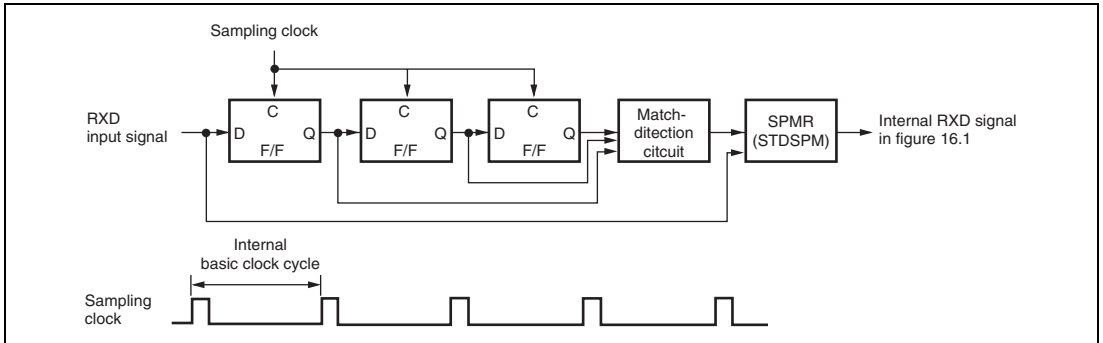 Sampling clock
RXD
input signal
C
D Q
F/F
C
D Q
F/F
C
D Q
F/F
Match-
ditection
citcuit
SPMR
(STDSPM)
Internal RXD signal
in figure 16.1
Internal
basic clock cycle
Sampling
clock